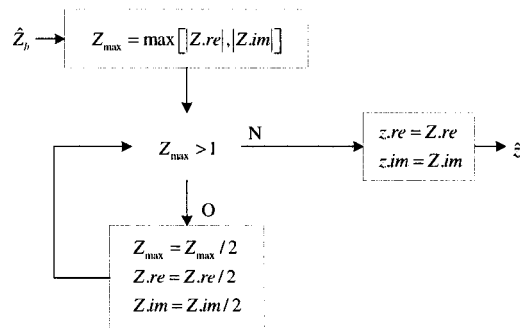 Ẑ_b
Z_max = max[|Z.re|,|Z.im|]
Z_max > 1
N
z.re = Z.re
z.im = Z.im
ẑ
O
Z_max = Z_max / 2
Z.re = Z.re / 2
Z.im = Z.im / 2